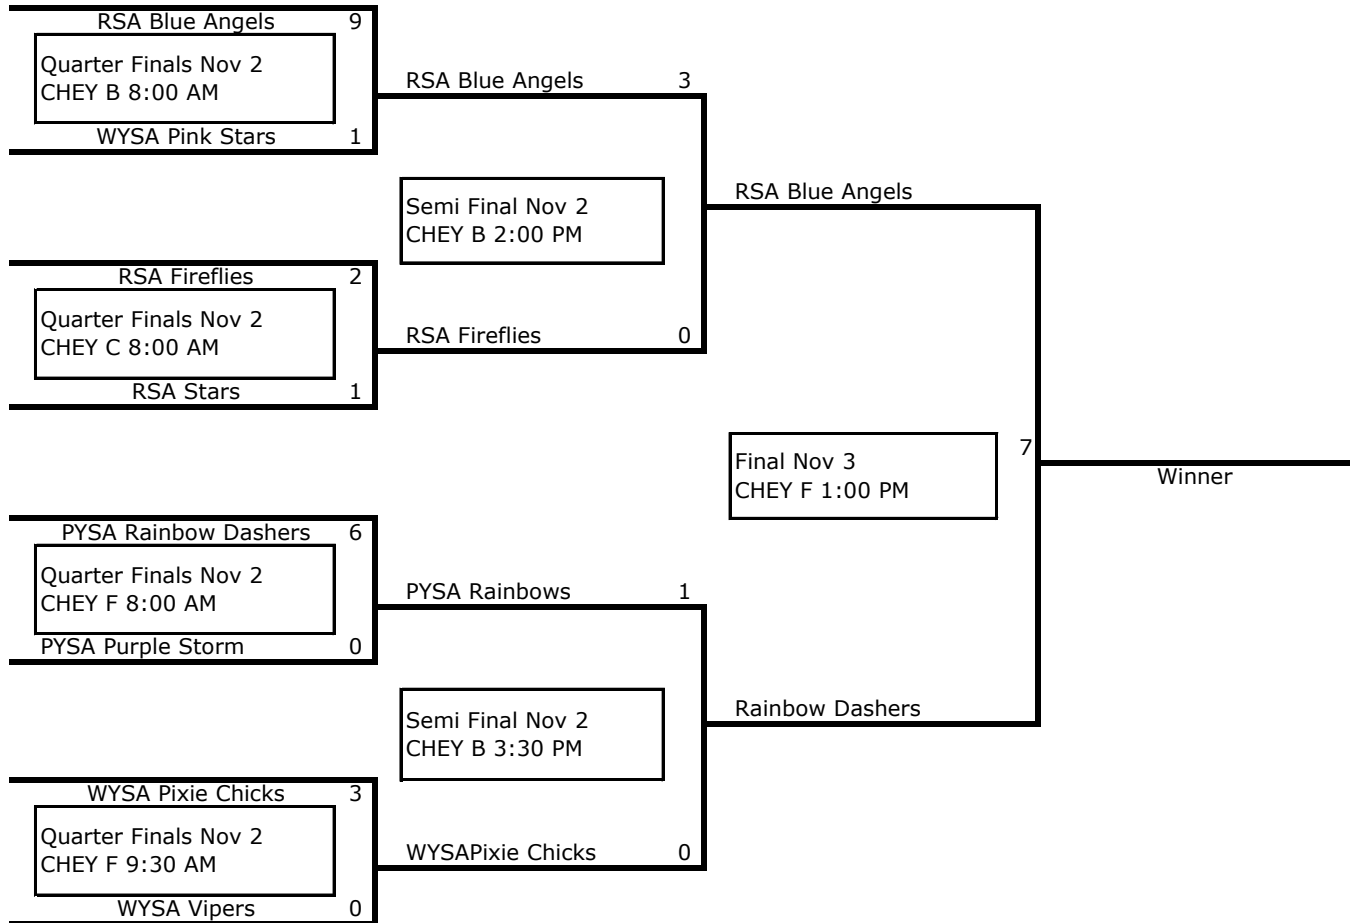 RSA Blue Angels 9
Quarter Finals Nov 2
CHEY B 8:00 AM
WYSA Pink Stars 1
RSA Blue Angels 3
Semi Final Nov 2
CHEY B 2:00 PM
RSA Blue Angels
RSA Fireflies 2
Quarter Finals Nov 2
CHEY C 8:00 AM
RSA Stars 1
RSA Fireflies 0
Final Nov 3
CHEY F 1:00 PM
7
Winner
PYSA Rainbow Dashers 6
Quarter Finals Nov 2
CHEY F 8:00 AM
PYSA Purple Storm 0
PYSA Rainbows 1
Semi Final Nov 2
CHEY B 3:30 PM
Rainbow Dashers
WYSA Pixie Chicks 3
Quarter Finals Nov 2
CHEY F 9:30 AM
WYSA Vipers 0
WYSAPixie Chicks 0